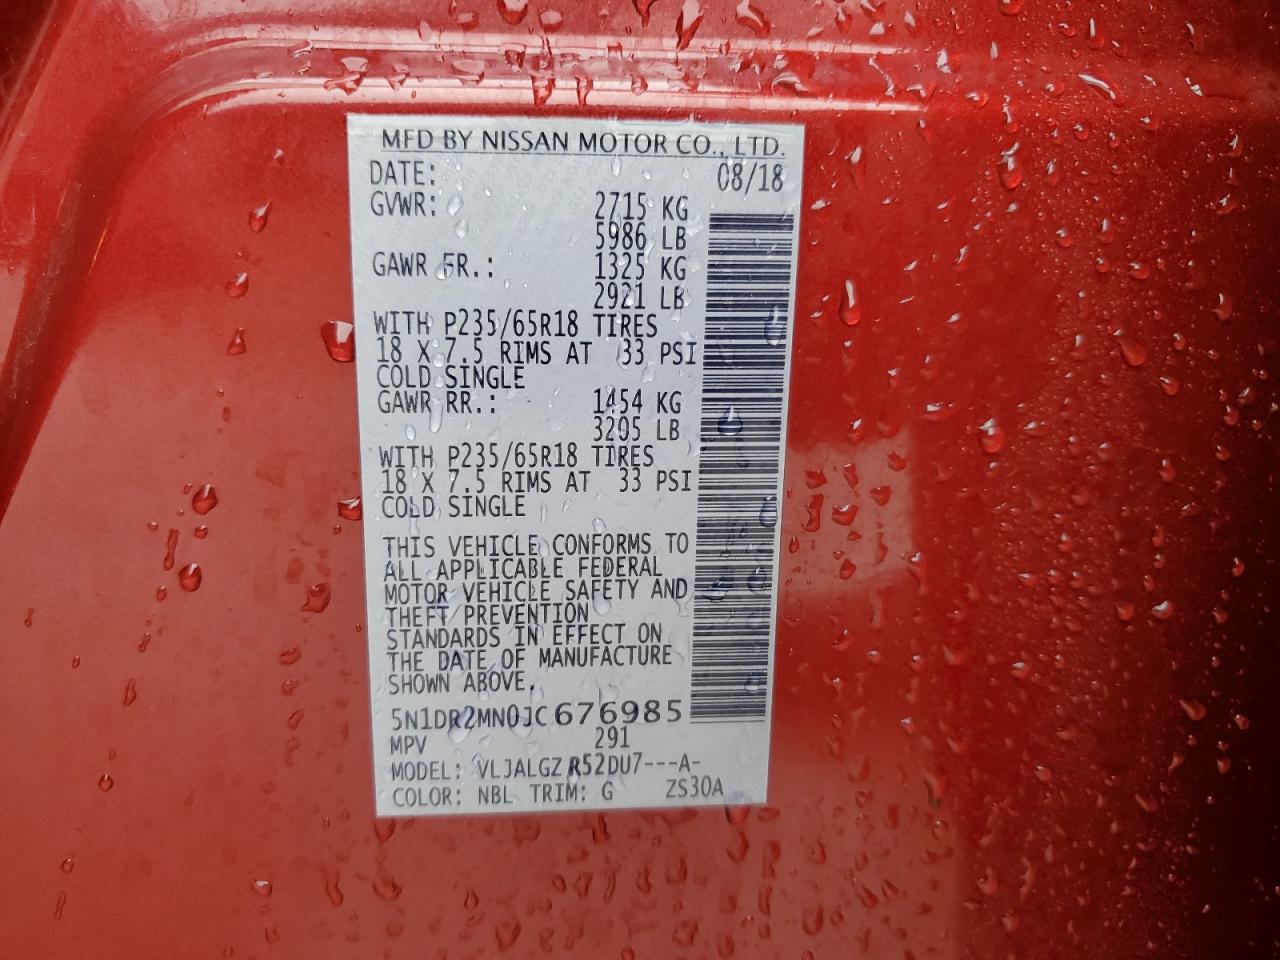 MFD BY NISSAN MOTOR CO., LTD.
DATE: 08/18
GVWR: 2715 KG
5986 LB
GAWR FR.: 1325 KG
2921 LB
WITH P235/65R18 TIRES
18 X 7.5 RIMS AT 33 PSI
COLD SINGLE
GAWR RR.: 1454 KG
3205 LB
WITH P235/65R18 TIRES
18 X 7.5 RIMS AT 33 PSI
COLD SINGLE
THIS VEHICLE CONFORMS TO
ALL APPLICABLE FEDERAL
MOTOR VEHICLE SAFETY AND
THEFT PREVENTION
STANDARDS IN EFFECT ON
THE DATE OF MANUFACTURE
SHOWN ABOVE.
5N1DR2MN0JC676985
MPV 291
MODEL: VLJALGZ R52DU7---A-
COLOR: NBL TRIM: G ZS30A